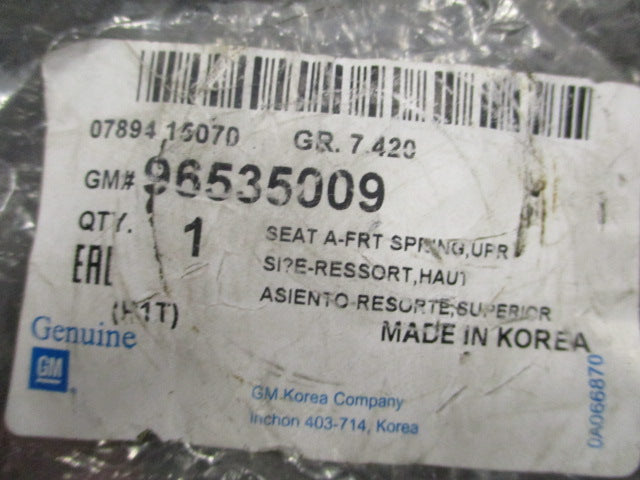 07894 15070 GR. 7.420
GM# 96535009
QTY. 1
SEAT A-FRT SPRING,UPR
SI?E-RESSORT,HAUT
ASIENTO-RESORTE,SUPERIOR
EAC
(H1T)
MADE IN KOREA
Genuine
GM
GM Korea Company
Inchon 403-714, Korea
0A066870